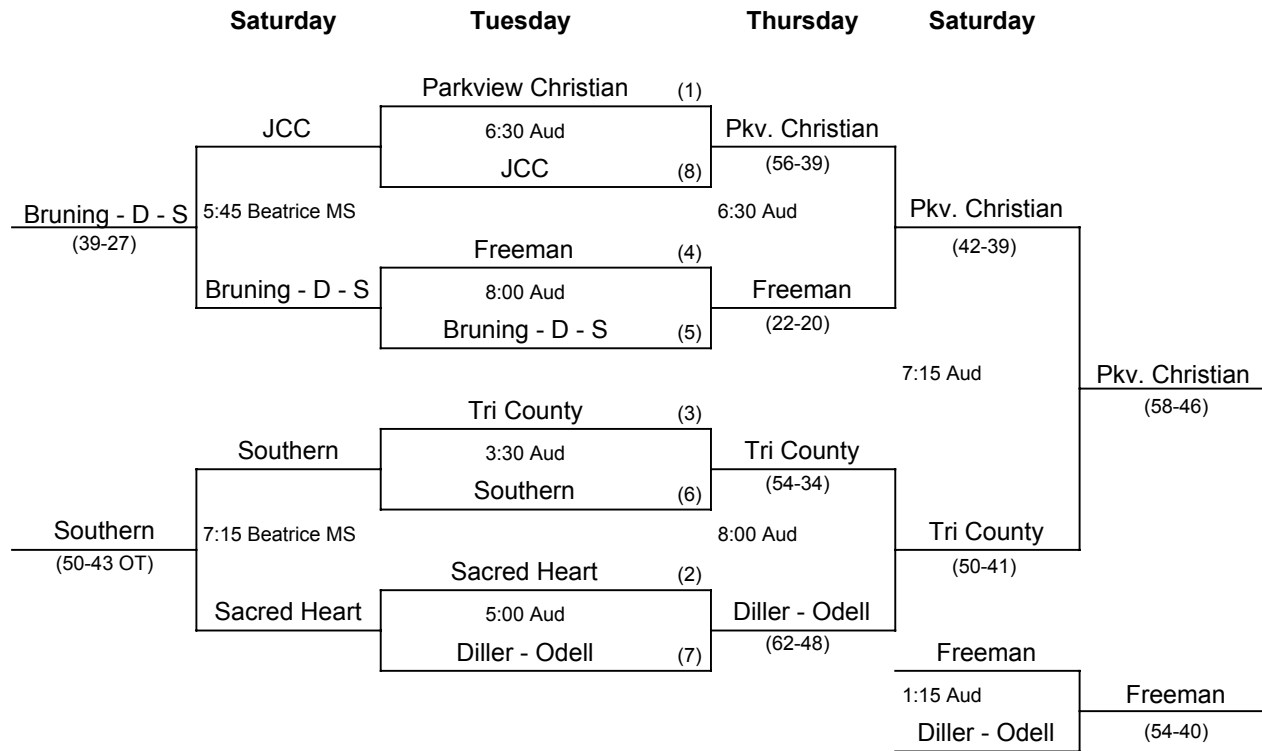 Saturday Tuesday Thursday Saturday
Parkview Christian (1)
JCC 6:30 Aud Pkv. Christian
JCC (8) (56-39)
Bruning - D - S 5:45 Beatrice MS 6:30 Aud Pkv. Christian
(39-27) Freeman (4) (42-39)
Bruning - D - S 8:00 Aud Freeman
Bruning - D - S (5) (22-20)
7:15 Aud Pkv. Christian
Tri County (3) (58-46)
Southern 3:30 Aud Tri County
Southern (6) (54-34)
Southern 7:15 Beatrice MS 8:00 Aud Tri County
(50-43 OT) Sacred Heart (2) (50-41)
Sacred Heart 5:00 Aud Diller - Odell
Diller - Odell (7) (62-48) Freeman
1:15 Aud Freeman
Diller - Odell (54-40)